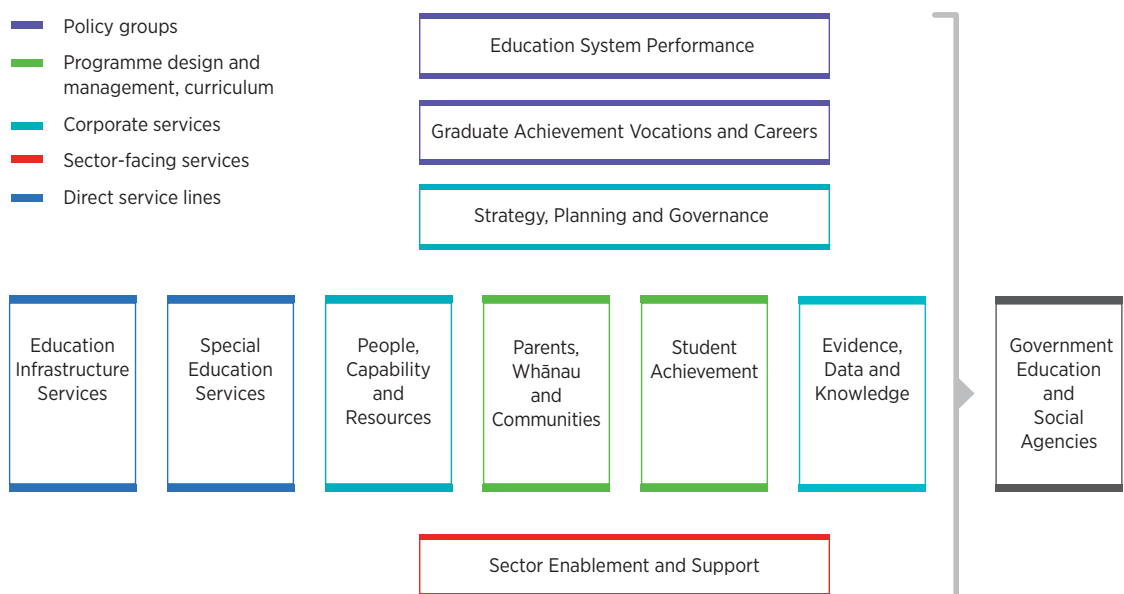 Policy groups
Programme design and
management, curriculum
Corporate services
Sector-facing services
Direct service lines
Education System Performance
Graduate Achievement Vocations and Careers
Strategy, Planning and Governance
Education
Infrastructure
Services
Special
Education
Services
People,
Capability
and
Resources
Parents,
Whānau
and
Communities
Student
Achievement
Evidence,
Data and
Knowledge
Government
Education
and
Social
Agencies
Sector Enablement and Support